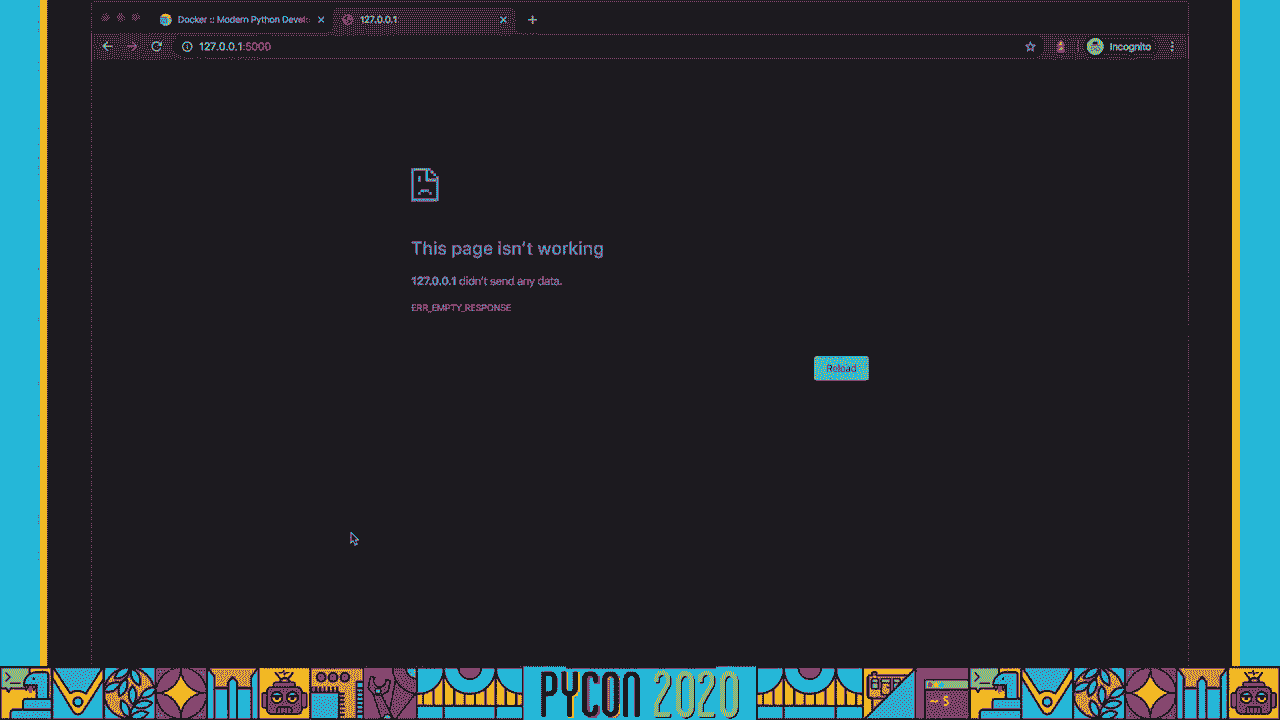 Docker :: Modern Python Devel
127.0.0.1
127.0.0.1:5000
Incognito
This page isn't working
127.0.0.1 didn't send any data.
ERR_EMPTY_RESPONSE
Reload
~ $
PYCON 2020